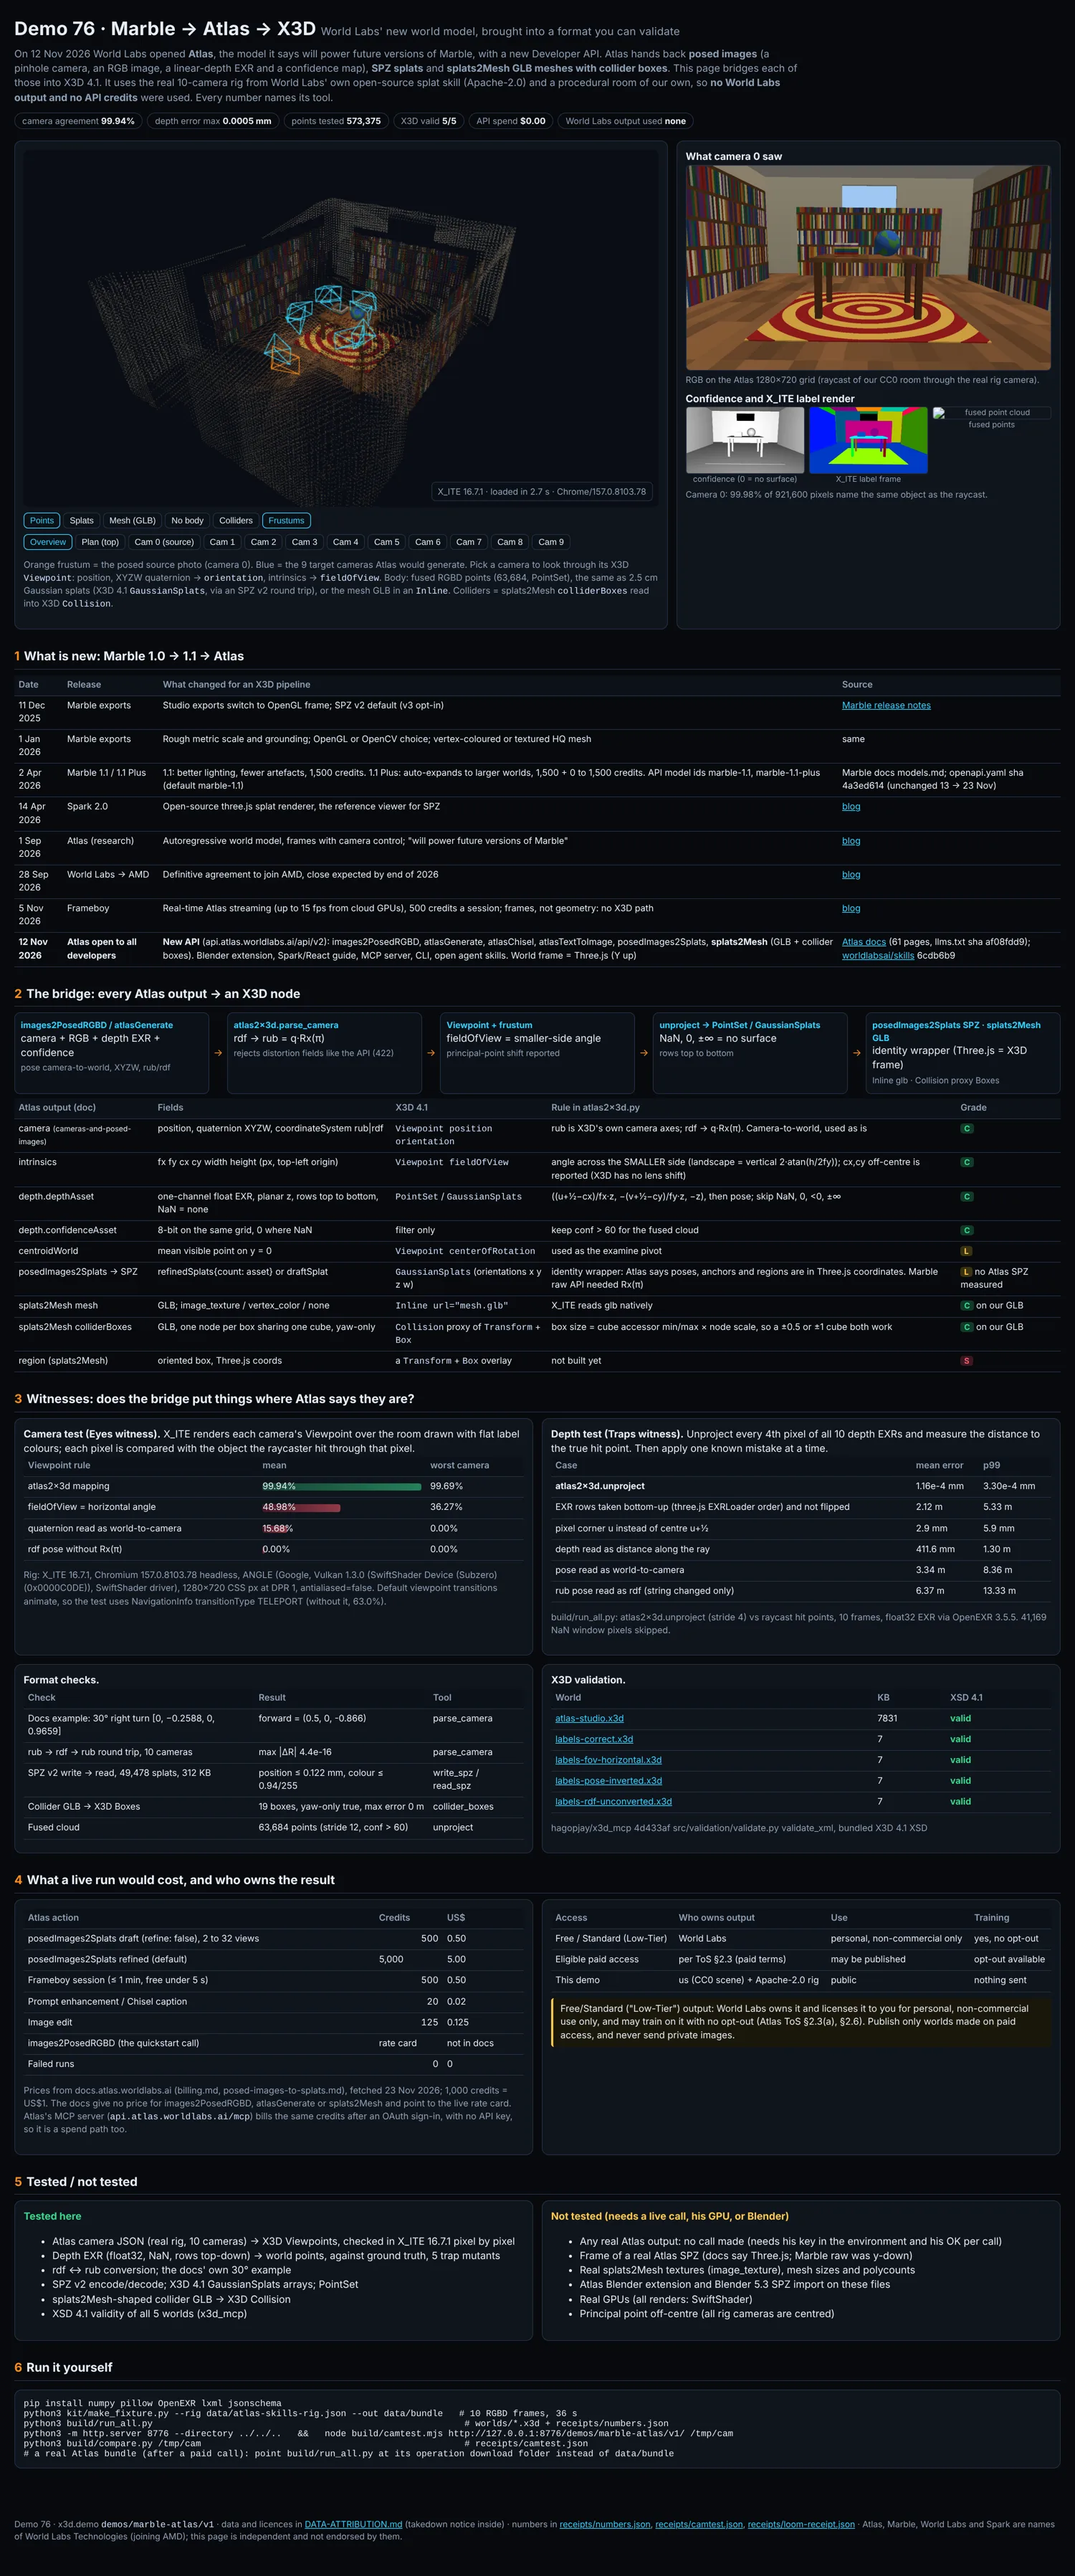 Demo 76 · Marble → Atlas → X3D World Labs' new world model, brought into a format you can validate
On 12 Nov 2026 World Labs opened Atlas, the model it says will power future versions of Marble, with a new Developer API. Atlas hands back posed images (a
pinhole camera, an RGB image, a linear-depth EXR and a confidence map), SPZ splats and splats2Mesh GLB meshes with collider boxes. This page bridges each of
those into X3D 4.1. It uses the real 10-camera rig from World Labs' own open-source splat skill (Apache-2.0) and a procedural room of our own, so no World Labs
output and no API credits were used. Every number names its tool.
camera agreement 99.94% depth error max 0.0005 mm points tested 573,375 X3D valid 5/5 API spend $0.00 World Labs output used none
X_ITE 16.7.1 · loaded in 2.7 s · Chrome/157.0.8103.78
Points Splats Mesh (GLB) No body Colliders Frustums
Overview Plan (top) Cam 0 (source) Cam 1 Cam 2 Cam 3 Cam 4 Cam 5 Cam 6 Cam 7 Cam 8 Cam 9
Orange frustum = the posed source photo (camera 0). Blue = the 9 target cameras Atlas would generate. Pick a camera to look through its X3D
Viewpoint: position, XYZW quaternion → orientation, intrinsics → fieldOfView. Body: fused RGBD points (63,684, PointSet), the same as 2.5 cm
Gaussian splats (X3D 4.1 GaussianSplats, via an SPZ v2 round trip), or the mesh GLB in an Inline. Colliders = splats2Mesh colliderBoxes read
into X3D Collision.
What camera 0 saw
RGB on the Atlas 1280×720 grid (raycast of our CC0 room through the real rig camera).
Confidence and X_ITE label render
fused point cloud
confidence (0 = no surface) X_ITE label frame fused points
Camera 0: 99.98% of 921,600 pixels name the same object as the raycast.
1 What is new: Marble 1.0 → 1.1 → Atlas
Date Release What changed for an X3D pipeline Source
11 Dec 2025 Marble exports Studio exports switch to OpenGL frame; SPZ v2 default (v3 opt-in) Marble release notes
1 Jan 2026 Marble exports Rough metric scale and grounding; OpenGL or OpenCV choice; vertex-coloured or textured HQ mesh same
2 Apr 2026 Marble 1.1 / 1.1 Plus 1.1: better lighting, fewer artefacts, 1,500 credits. 1.1 Plus: auto-expands to larger worlds, 1,500 + 0 to 1,500 credits. API model ids marble-1.1, marble-1.1-plus (default marble-1.1) Marble docs models.md; openapi.yaml sha 4a3ed614 (unchanged 13 → 23 Nov)
14 Apr 2026 Spark 2.0 Open-source three.js splat renderer, the reference viewer for SPZ blog
1 Sep 2026 Atlas (research) Autoregressive world model, frames with camera control; "will power future versions of Marble" blog
28 Sep 2026 World Labs → AMD Definitive agreement to join AMD, close expected by end of 2026 blog
5 Nov 2026 Frameboy Real-time Atlas streaming (up to 15 fps from cloud GPUs), 500 credits a session; frames, not geometry: no X3D path blog
12 Nov 2026 Atlas open to all developers New API (api.atlas.worldlabs.ai/api/v2): images2PosedRGBD, atlasGenerate, atlasChisel, atlasTextToImage, posedImages2Splats, splats2Mesh (GLB + collider boxes). Blender extension, Spark/React guide, MCP server, CLI, open agent skills. World frame = Three.js (Y up) Atlas docs (61 pages, llms.txt sha af08fdd9); worldlabsai/skills 6cdb6b9
2 The bridge: every Atlas output → an X3D node
images2PosedRGBD / atlasGenerate
camera + RGB + depth EXR + confidence
pose camera-to-world, XYZW, rub/rdf
→
atlas2x3d.parse_camera
rdf → rub = q·Rx(π)
rejects distortion fields like the API (422)
→
Viewpoint + frustum
fieldOfView = smaller-side angle
principal-point shift reported
→
unproject → PointSet / GaussianSplats
NaN, 0, ±∞ = no surface
rows top to bottom
→
posedImages2Splats SPZ · splats2Mesh GLB
identity wrapper (Three.js = X3D frame)
Inline glb · Collision proxy Boxes
Atlas output (doc) Fields X3D 4.1 Rule in atlas2x3d.py Grade
camera (cameras-and-posed-images) position, quaternion XYZW, coordinateSystem rub|rdf Viewpoint position orientation rub is X3D's own camera axes; rdf → q·Rx(π). Camera-to-world, used as is C
intrinsics fx fy cx cy width height (px, top-left origin) Viewpoint fieldOfView angle across the SMALLER side (landscape = vertical 2·atan(h/2fy)); cx,cy off-centre is reported (X3D has no lens shift) C
depth.depthAsset one-channel float EXR, planar z, rows top to bottom, NaN = none PointSet / GaussianSplats ((u+½−cx)/fx·z, −(v+½−cy)/fy·z, −z), then pose; skip NaN, 0, <0, ±∞ C
depth.confidenceAsset 8-bit on the same grid, 0 where NaN filter only keep conf > 60 for the fused cloud C
centroidWorld mean visible point on y = 0 Viewpoint centerOfRotation used as the examine pivot L
posedImages2Splats → SPZ refinedSplats{count: asset} or draftSplat GaussianSplats (orientations x y z w) identity wrapper: Atlas says poses, anchors and regions are in Three.js coordinates. Marble raw API needed Rx(π) L no Atlas SPZ measured
splats2Mesh mesh GLB; image_texture / vertex_color / none Inline url="mesh.glb" X_ITE reads glb natively C on our GLB
splats2Mesh colliderBoxes GLB, one node per box sharing one cube, yaw-only Collision proxy of Transform + Box box size = cube accessor min/max × node scale, so a ±0.5 or ±1 cube both work C on our GLB
region (splats2Mesh) oriented box, Three.js coords a Transform + Box overlay not built yet S
3 Witnesses: does the bridge put things where Atlas says they are?
Camera test (Eyes witness). X_ITE renders each camera's Viewpoint over the room drawn with flat label
colours; each pixel is compared with the object the raycaster hit through that pixel.
Viewpoint rule mean worst camera
atlas2x3d mapping 99.94% 99.69%
fieldOfView = horizontal angle 48.98% 36.27%
quaternion read as world-to-camera 15.68% 0.00%
rdf pose without Rx(π) 0.00% 0.00%
Rig: X_ITE 16.7.1, Chromium 157.0.8103.78 headless, ANGLE (Google, Vulkan 1.3.0 (SwiftShader Device (Subzero)
(0x0000C0DE)), SwiftShader driver), 1280×720 CSS px at DPR 1, antialiased=false. Default viewpoint transitions
animate, so the test uses NavigationInfo transitionType TELEPORT (without it, 63.0%).
Depth test (Traps witness). Unproject every 4th pixel of all 10 depth EXRs and measure the distance to
the true hit point. Then apply one known mistake at a time.
Case mean error p99
atlas2x3d.unproject 1.16e-4 mm 3.30e-4 mm
EXR rows taken bottom-up (three.js EXRLoader order) and not flipped 2.12 m 5.33 m
pixel corner u instead of centre u+½ 2.9 mm 5.9 mm
depth read as distance along the ray 411.6 mm 1.30 m
pose read as world-to-camera 3.34 m 8.36 m
rub pose read as rdf (string changed only) 6.37 m 13.33 m
build/run_all.py: atlas2x3d.unproject (stride 4) vs raycast hit points, 10 frames, float32 EXR via OpenEXR 3.5.5. 41,169
NaN window pixels skipped.
Format checks.
Check Result Tool
Docs example: 30° right turn [0, −0.2588, 0, 0.9659] forward = (0.5, 0, -0.866) parse_camera
rub → rdf → rub round trip, 10 cameras max |ΔR| 4.4e-16 parse_camera
SPZ v2 write → read, 49,478 splats, 312 KB position ≤ 0.122 mm, colour ≤ 0.94/255 write_spz / read_spz
Collider GLB → X3D Boxes 19 boxes, yaw-only true, max error 0 m collider_boxes
Fused cloud 63,684 points (stride 12, conf > 60) unproject
X3D validation.
World KB XSD 4.1
atlas-studio.x3d 7831 valid
labels-correct.x3d 7 valid
labels-fov-horizontal.x3d 7 valid
labels-pose-inverted.x3d 7 valid
labels-rdf-unconverted.x3d 7 valid
hagopjay/x3d_mcp 4d433af src/validation/validate.py validate_xml, bundled X3D 4.1 XSD
4 What a live run would cost, and who owns the result
Atlas action Credits US$
posedImages2Splats draft (refine: false), 2 to 32 views 500 0.50
posedImages2Splats refined (default) 5,000 5.00
Frameboy session (≤ 1 min, free under 5 s) 500 0.50
Prompt enhancement / Chisel caption 20 0.02
Image edit 125 0.125
images2PosedRGBD (the quickstart call) rate card not in docs
Failed runs 0 0
Prices from docs.atlas.worldlabs.ai (billing.md, posed-images-to-splats.md), fetched 23 Nov 2026; 1,000 credits =
US$1. The docs give no price for images2PosedRGBD, atlasGenerate or splats2Mesh and point to the live rate card.
Atlas's MCP server (api.atlas.worldlabs.ai/mcp) bills the same credits after an OAuth sign-in, with no API key,
so it is a spend path too.
Access Who owns output Use Training
Free / Standard (Low-Tier) World Labs personal, non-commercial only yes, no opt-out
Eligible paid access per ToS §2.3 (paid terms) may be published opt-out available
This demo us (CC0 scene) + Apache-2.0 rig public nothing sent
Free/Standard ("Low-Tier") output: World Labs owns it and licenses it to you for personal, non-commercial
use only, and may train on it with no opt-out (Atlas ToS §2.3(a), §2.6). Publish only worlds made on paid
access, and never send private images.
5 Tested / not tested
Tested here
• Atlas camera JSON (real rig, 10 cameras) → X3D Viewpoints, checked in X_ITE 16.7.1 pixel by pixel
• Depth EXR (float32, NaN, rows top-down) → world points, against ground truth, 5 trap mutants
• rdf ↔ rub conversion; the docs' own 30° example
• SPZ v2 encode/decode; X3D 4.1 GaussianSplats arrays; PointSet
• splats2Mesh-shaped collider GLB → X3D Collision
• XSD 4.1 validity of all 5 worlds (x3d_mcp)
Not tested (needs a live call, his GPU, or Blender)
• Any real Atlas output: no call made (needs his key in the environment and his OK per call)
• Frame of a real Atlas SPZ (docs say Three.js; Marble raw was y-down)
• Real splats2Mesh textures (image_texture), mesh sizes and polycounts
• Atlas Blender extension and Blender 5.3 SPZ import on these files
• Real GPUs (all renders: SwiftShader)
• Principal point off-centre (all rig cameras are centred)
6 Run it yourself
pip install numpy pillow OpenEXR lxml jsonschema
python3 kit/make_fixture.py --rig data/atlas-skills-rig.json --out data/bundle # 10 RGBD frames, 36 s
python3 build/run_all.py # worlds/*.x3d + receipts/numbers.json
python3 -m http.server 8776 --directory ../../.. && node build/camtest.mjs http://127.0.0.1:8776/demos/marble-atlas/v1/ /tmp/cam
python3 build/compare.py /tmp/cam # receipts/camtest.json
# a real Atlas bundle (after a paid call): point build/run_all.py at its operation download folder instead of data/bundle
Demo 76 · x3d.demo demos/marble-atlas/v1 · data and licences in DATA-ATTRIBUTION.md (takedown notice inside) · numbers in receipts/numbers.json, receipts/camtest.json, receipts/loom-receipt.json · Atlas, Marble, World Labs and Spark are names
of World Labs Technologies (joining AMD); this page is independent and not endorsed by them.